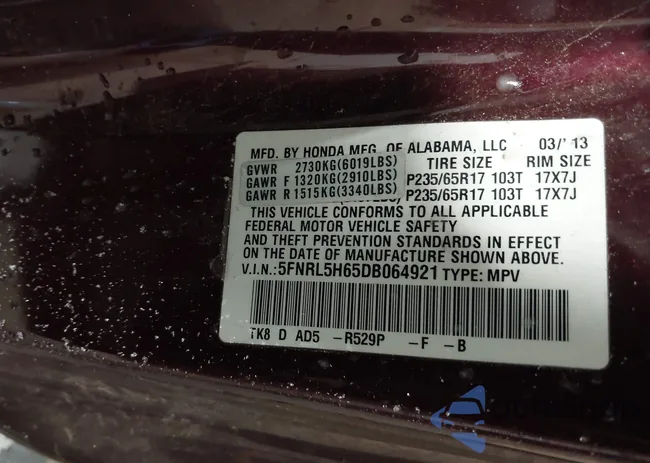 MFD. BY HONDA MFG. OF ALABAMA, LLC 03/'13
GVWR 2730KG(6019LBS) TIRE SIZE RIM SIZE
GAWR F 1320KG(2910LBS) P235/65R17 103T 17X7J
GAWR R 1515KG(3340LBS) P235/65R17 103T 17X7J
THIS VEHICLE CONFORMS TO ALL APPLICABLE
FEDERAL MOTOR VEHICLE SAFETY
AND THEFT PREVENTION STANDARDS IN EFFECT
ON THE DATE OF MANUFACTURE SHOWN ABOVE.
V.I.N.:5FNRL5H65DB064921 TYPE: MPV
TK8 D AD5 -R529P -F -B